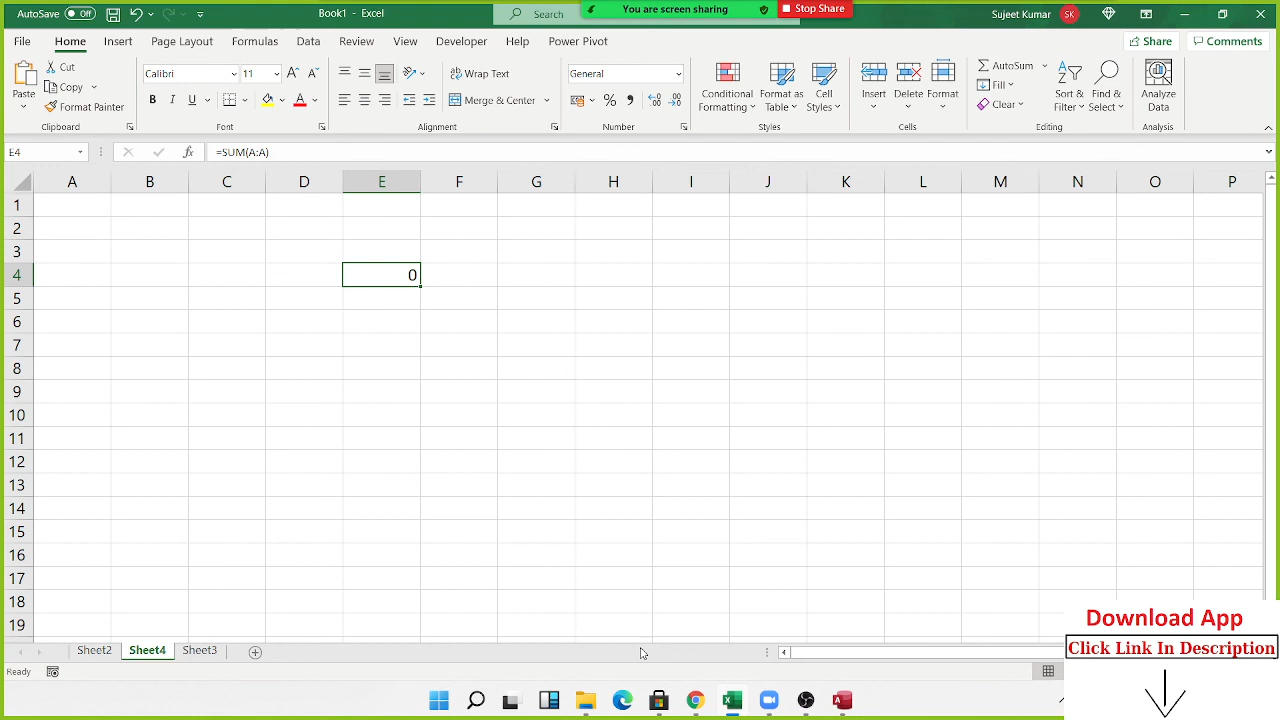 AutoSave Off Book1 - Excel Search You are screen sharing Stop Share Sujeet Kumar SK
File Home Insert Page Layout Formulas Data Review View Developer Help Power Pivot Share Comments
Paste Cut Copy Format Painter Clipboard
Calibri 11 B I U A Font
Wrap Text Merge & Center Alignment
General % Number
Conditional Formatting Format as Table Cell Styles Styles
Insert Delete Format Cells
AutoSum Fill Clear Sort & Filter Find & Select Editing
Analyze Data Analysis
E4 fx =SUM(A:A)
A B C D E F G H I J K L M N O P
1
2
3
4 0
5
6
7
8
9
10
11
12
13
14
15
16
17
18
19
Download App
Click Link In Description
Sheet2 Sheet4 Sheet3
Ready